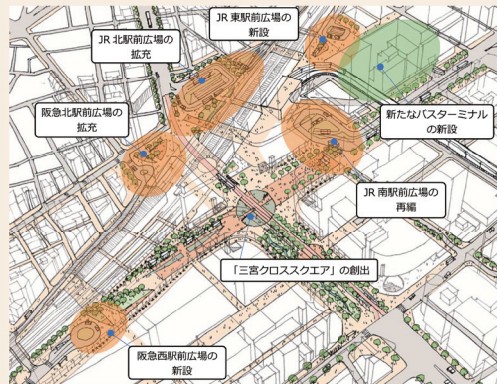 JR 東駅前広場の
新設
JR 北駅前広場の
拡充
阪急北駅前広場の
拡充
新たなバスターミナル
の新設
JR 南駅前広場の
再編
「三宮クロススクエア」の創出
阪急西駅前広場の
新設